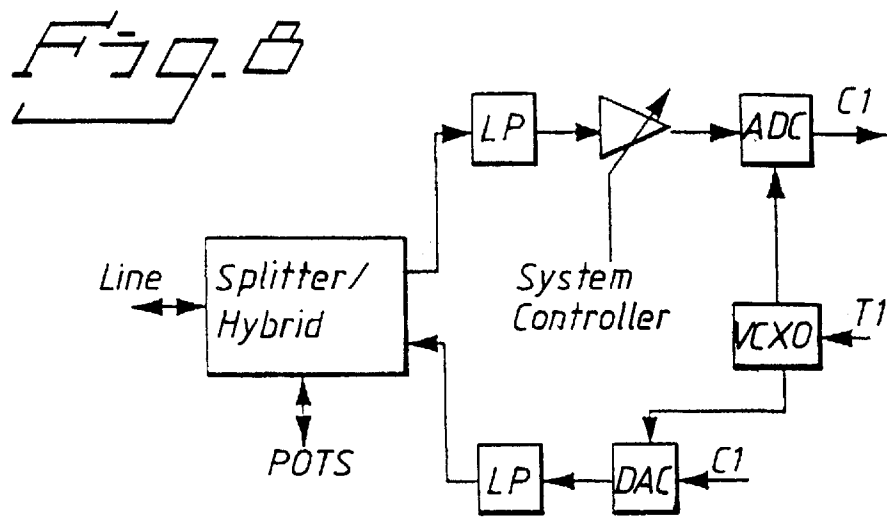 Fig. 8
LP
ADC
C1
Line
Splitter/
Hybrid
System
Controller
VCXO
T1
POTS
LP
DAC
C1